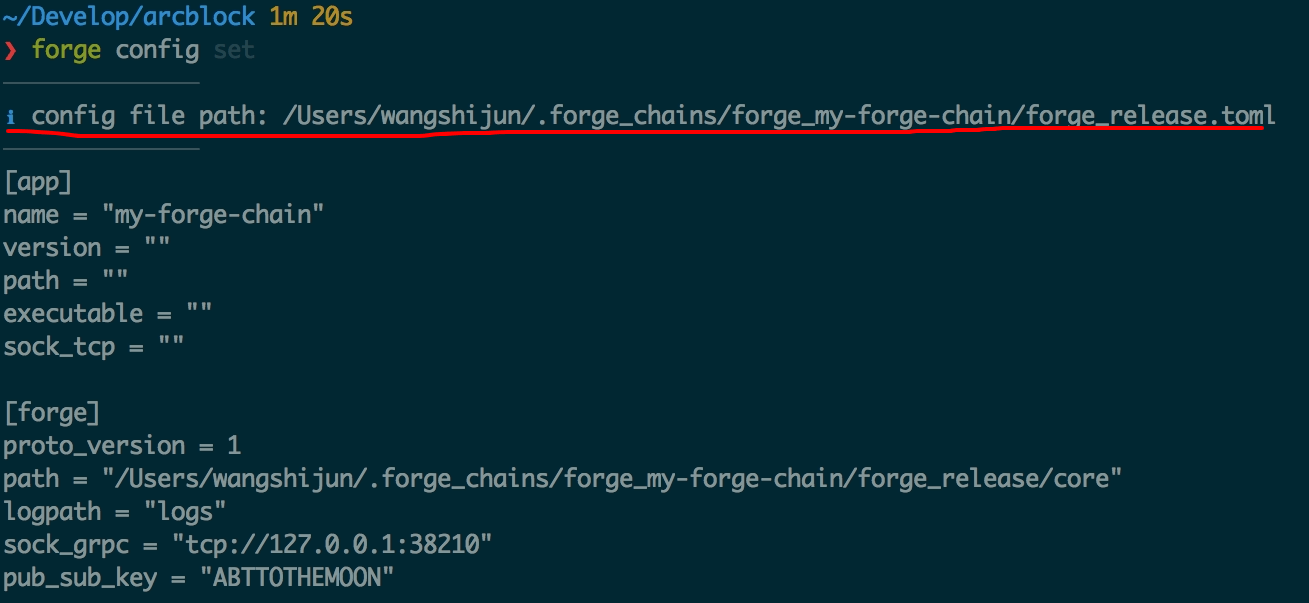 ~/Develop/arcblock 1m 20s
❯ forge config set
ℹ config file path: /Users/wangshijun/.forge_chains/forge_my-forge-chain/forge_release.toml
[app]
name = "my-forge-chain"
version = ""
path = ""
executable = ""
sock_tcp = ""
[forge]
proto_version = 1
path = "/Users/wangshijun/.forge_chains/forge_my-forge-chain/forge_release/core"
logpath = "logs"
sock_grpc = "tcp://127.0.0.1:38210"
pub_sub_key = "ABTTOTHEMOON"